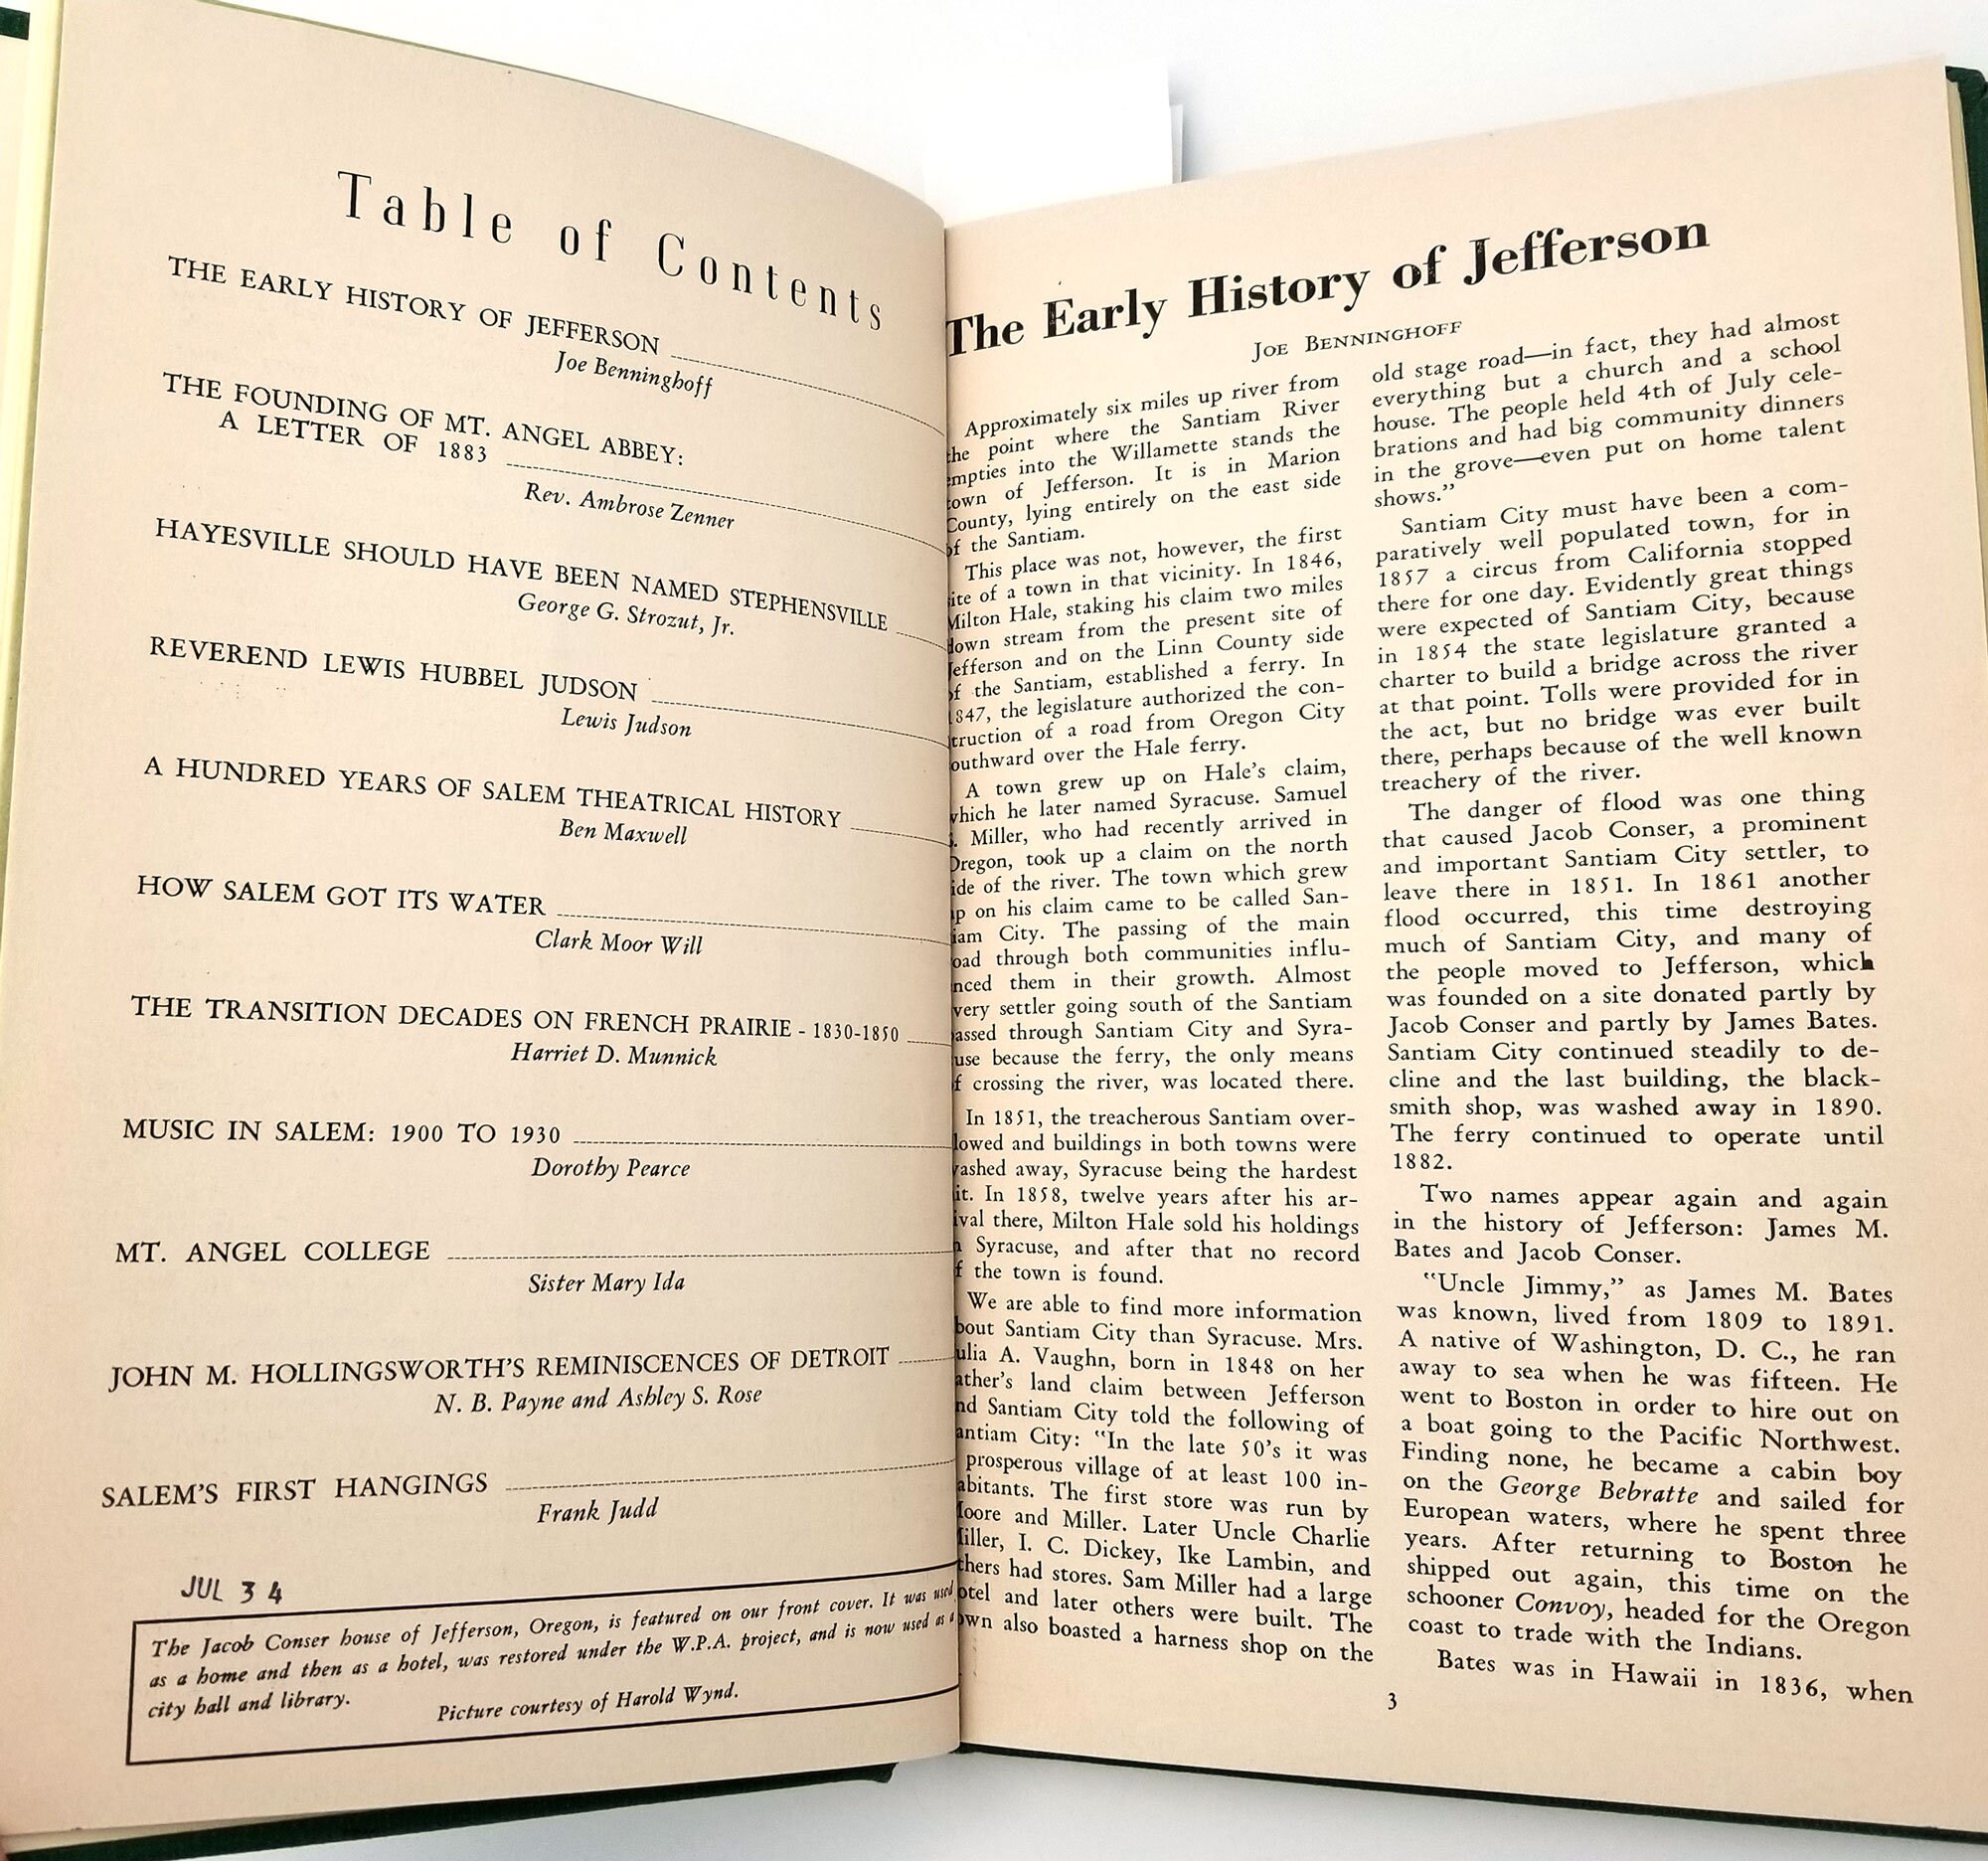 Table of Contents
THE EARLY HISTORY OF JEFFERSON
Joe Benninghoff
THE FOUNDING OF MT. ANGEL ABBEY:
A LETTER OF 1883
Rev. Ambrose Zenner
HAYESVILLE SHOULD HAVE BEEN NAMED STEPHENSVILLE
George G. Strozut, Jr.
REVEREND LEWIS HUBBEL JUDSON
Lewis Judson
A HUNDRED YEARS OF SALEM THEATRICAL HISTORY
Ben Maxwell
HOW SALEM GOT ITS WATER
Clark Moor Will
THE TRANSITION DECADES ON FRENCH PRAIRIE - 1830-1850
Harriet D. Munnick
MUSIC IN SALEM: 1900 TO 1930
Dorothy Pearce
MT. ANGEL COLLEGE
Sister Mary Ida
JOHN M. HOLLINGSWORTH'S REMINISCENCES OF DETROIT
N. B. Payne and Ashley S. Rose
SALEM'S FIRST HANGINGS
Frank Judd
JUL 3 4
The Jacob Conser house of Jefferson, Oregon, is featured on our front cover. It was used
as a home and then as a hotel, was restored under the W.P.A. project, and is now used as a
city hall and library.
Picture courtesy of Harold Wynd.
The Early History of Jefferson
JOE BENNINGHOFF
Approximately six miles up river from
the point where the Santiam River
empties into the Willamette stands the
town of Jefferson. It is in Marion
County, lying entirely on the east side
of the Santiam.
This place was not, however, the first
site of a town in that vicinity. In 1846,
Milton Hale, staking his claim two miles
down stream from the present site of
Jefferson and on the Linn County side
of the Santiam, established a ferry. In
1847, the legislature authorized the con-
struction of a road from Oregon City
southward over the Hale ferry.
A town grew up on Hale's claim,
which he later named Syracuse. Samuel
Miller, who had recently arrived in
Oregon, took up a claim on the north
side of the river. The town which grew
up on his claim came to be called San-
tiam City. The passing of the main
road through both communities influ-
enced them in their growth. Almost
every settler going south of the Santiam
passed through Santiam City and Syra-
cuse because the ferry, the only means
of crossing the river, was located there.
In 1851, the treacherous Santiam over-
flowed and buildings in both towns were
washed away, Syracuse being the hardest
hit. In 1858, twelve years after his ar-
rival there, Milton Hale sold his holdings
in Syracuse, and after that no record
of the town is found.
We are able to find more information
about Santiam City than Syracuse. Mrs.
Julia A. Vaughn, born in 1848 on her
father's land claim between Jefferson
and Santiam City told the following of
Santiam City: "In the late 50's it was
prosperous village of at least 100 in-
habitants. The first store was run by
Moore and Miller. Later Uncle Charlie
Miller, I. C. Dickey, Ike Lambin, and
others had stores. Sam Miller had a large
hotel and later others were built. The
town also boasted a harness shop on the
old stage road—in fact, they had almost
everything but a church and a school
house. The people held 4th of July cele-
brations and had big community dinners
in the grove—even put on home talent
shows."
Santiam City must have been a com-
paratively well populated town, for in
1857 a circus from California stopped
there for one day. Evidently great things
were expected of Santiam City, because
in 1854 the state legislature granted a
charter to build a bridge across the river
at that point. Tolls were provided for in
the act, but no bridge was ever built
there, perhaps because of the well known
treachery of the river.
The danger of flood was one thing
that caused Jacob Conser, a prominent
and important Santiam City settler, to
leave there in 1851. In 1861 another
flood occurred, this time destroying
much of Santiam City, and many of
the people moved to Jefferson, which
was founded on a site donated partly by
Jacob Conser and partly by James Bates.
Santiam City continued steadily to de-
cline and the last building, the black-
smith shop, was washed away in 1890.
The ferry continued to operate until
1882.
Two names appear again and again
in the history of Jefferson: James M.
Bates and Jacob Conser.
"Uncle Jimmy," as James M. Bates
was known, lived from 1809 to 1891.
A native of Washington, D. C., he ran
away to sea when he was fifteen. He
went to Boston in order to hire out on
a boat going to the Pacific Northwest.
Finding none, he became a cabin boy
on the George Bebratte and sailed for
European waters, where he spent three
years. After returning to Boston he
shipped out again, this time on the
schooner Convoy, headed for the Oregon
coast to trade with the Indians.
Bates was in Hawaii in 1836, when
3